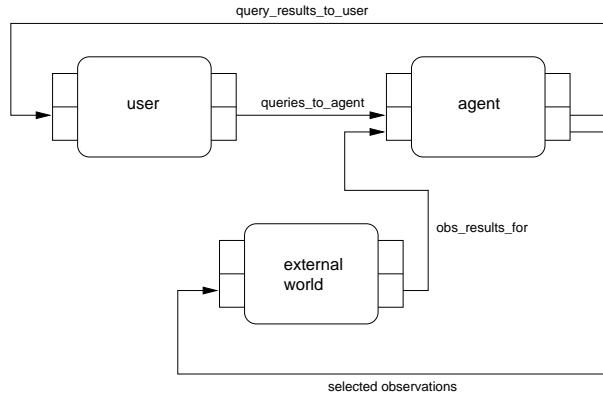 query_results_to_user
user
queries_to_agent
agent
obs_results_for
external
world
selected observations